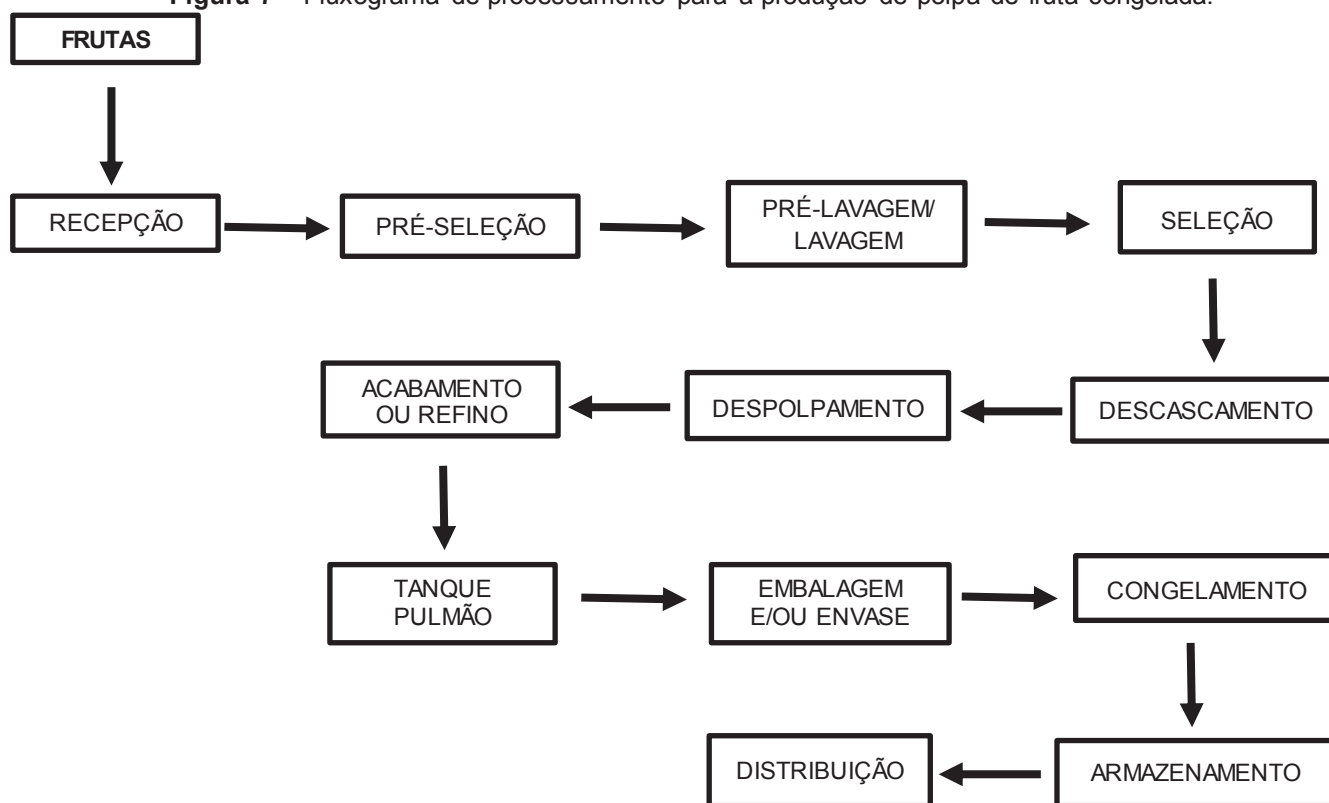 Figura Fluxograma de processamento para a produção de polpa de fruta congelada.
FRUTAS
RECEPÇÃO
PRÉ-SELEÇÃO
PRÉ-LAVAGEM/
LAVAGEM
SELEÇÃO
DESCASCAMENTO
DESPOLPAMENTO
ACABAMENTO
OU REFINO
TANQUE
PULMÃO
EMBALAGEM
E/OU ENVASE
CONGELAMENTO
ARMAZENAMENTO
DISTRIBUIÇÃO